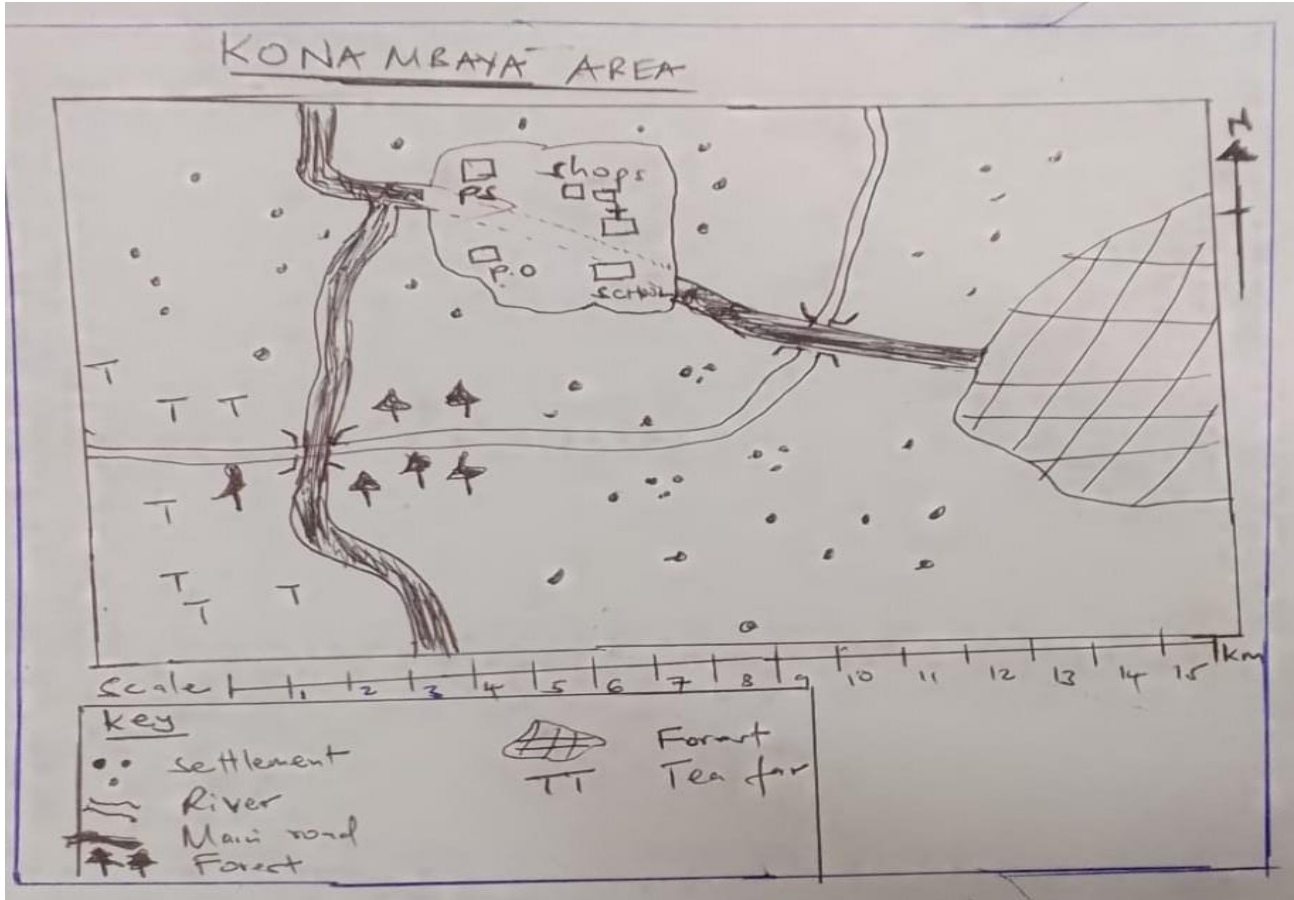 KONA MBAYA AREA
N
shops
PS
P.O
SCHOOL
T
T T
T
T
T T
Scale 1 2 3 4 5 6 7 8 9 10 11 12 13 14 15 km
Key
Settlement
River
Main road
Forest
Forest
TT Tea far